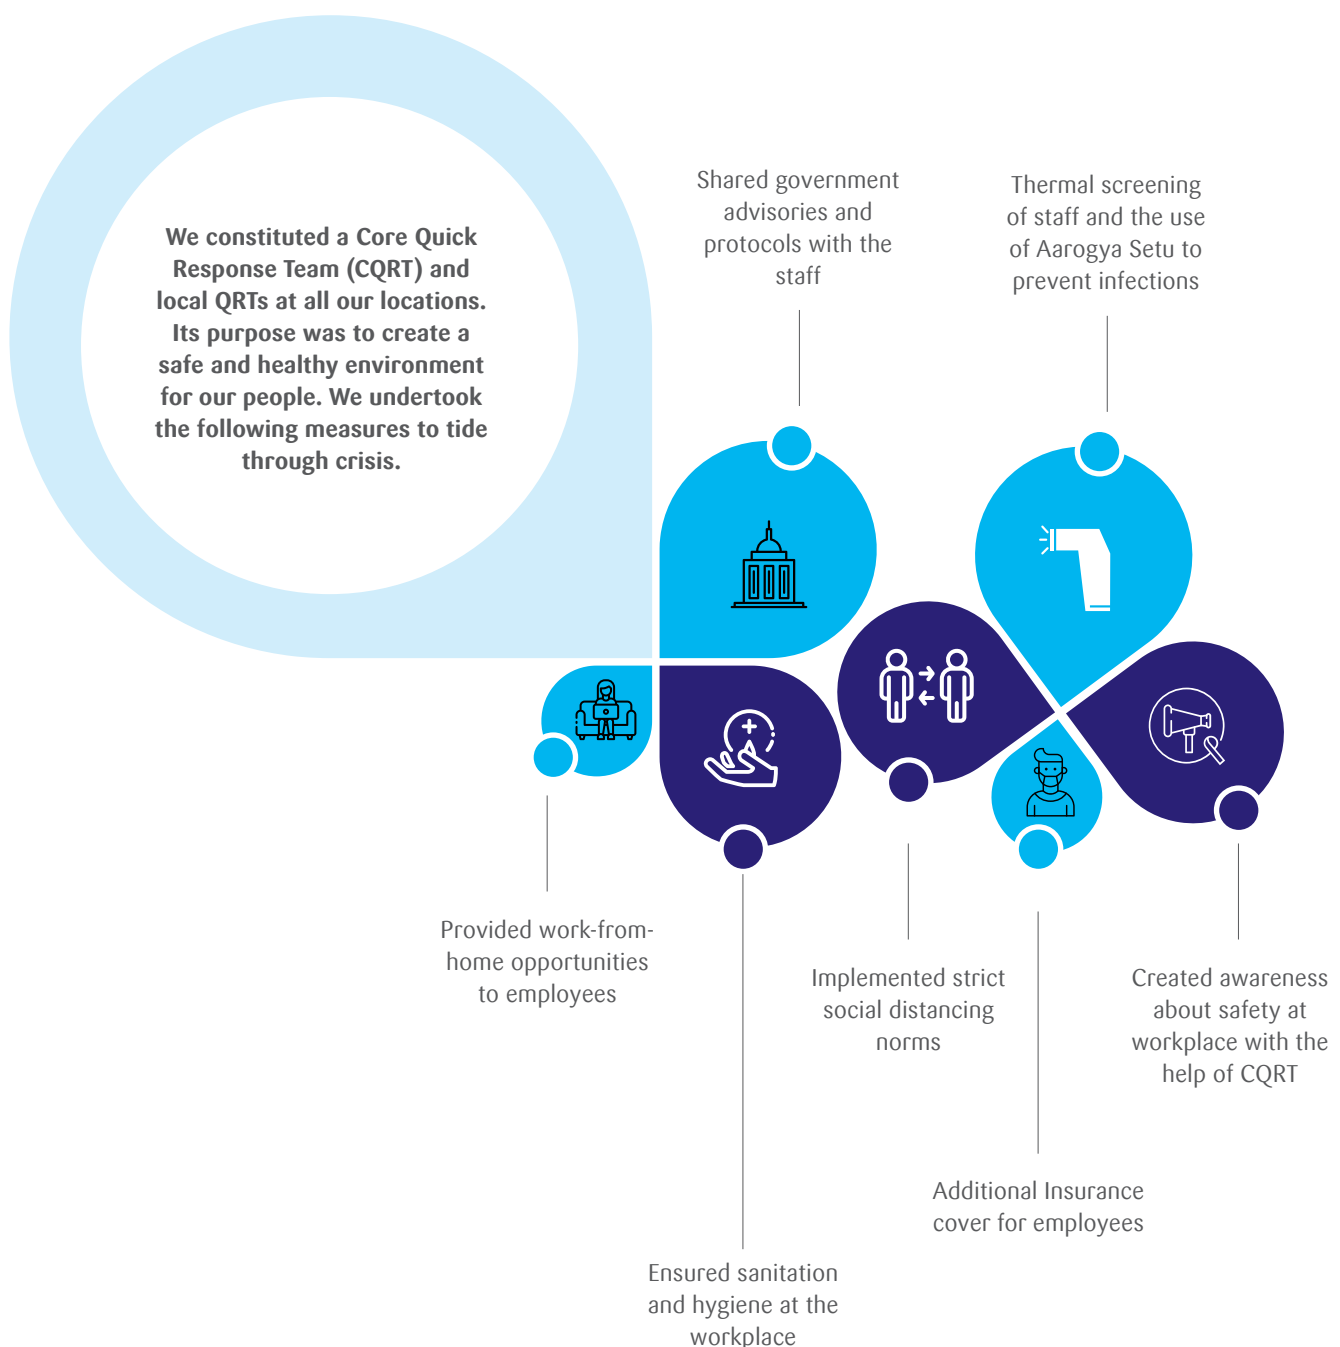 We constituted a Core Quick
Response Team (CQRT) and
local QRTs at all our locations.
Its purpose was to create a
safe and healthy environment
for our people. We undertook
the following measures to tide
through crisis.
Shared government
advisories and
protocols with the
staff
Thermal screening
of staff and the use
of Aarogya Setu to
prevent infections
Provided work-from-
home opportunities
to employees
Implemented strict
social distancing
norms
Created awareness
about safety at
workplace with the
help of CQRT
Additional Insurance
cover for employees
Ensured sanitation
and hygiene at the
workplace